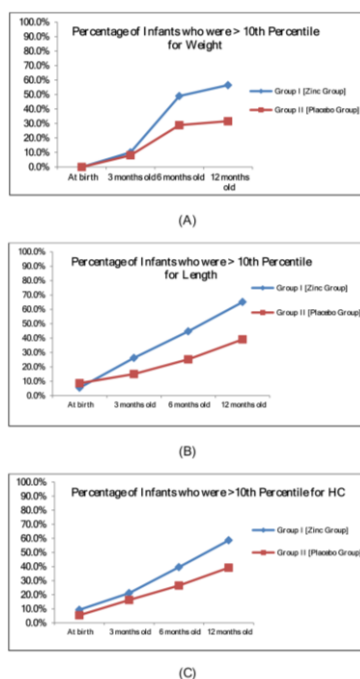 Percentage of Infants who were > 10th Percentile
for Weight
100.0%
90.0%
80.0%
70.0%
60.0%
50.0%
40.0%
30.0%
20.0%
10.0%
0.0%
Group I [Zinc Group]
Group II [Placebo Group]
At birth 3 months old 6 months old 12 months
old
(A)
Percentage of Infants who were > 10th Percentile
for Length
100.0%
90.0%
80.0%
70.0%
60.0%
50.0%
40.0%
30.0%
20.0%
10.0%
0.0%
Group I [Zinc Group]
Group II [Placebo Group]
At birth 3 months old 6 months old 12 months old
(B)
Percentage of Infants who were >10th Percentile for HC
100.0%
90.0%
80.0%
70.0%
60.0%
50.0%
40.0%
30.0%
20.0%
10.0%
0.0%
Group I [Zinc Group]
Group II [Placebo Group]
At birth 3 months old 6 months old 12 months old
(C)